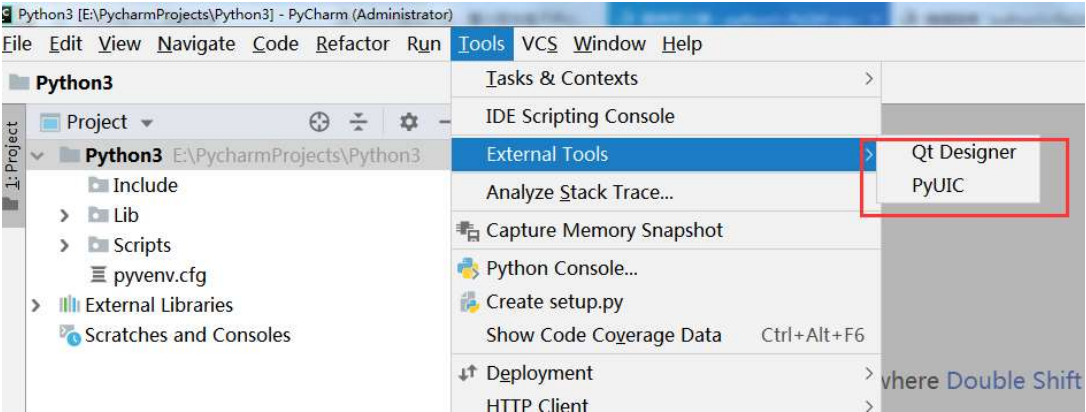 Python3 [E:\PycharmProjects\Python3] - PyCharm (Administrator)
File Edit View Navigate Code Refactor Run Tools VCS Window Help
Python3
Tasks & Contexts
1: Project
Project
IDE Scripting Console
Python3 E:\PycharmProjects\Python3
External Tools
Qt Designer
Include
Analyze Stack Trace...
PyUIC
Lib
Capture Memory Snapshot
Scripts
Python Console...
pyvenv.cfg
Create setup.py
External Libraries
Show Code Coverage Data Ctrl+Alt+F6
Scratches and Consoles
Deployment
where Double Shift
HTTP Client